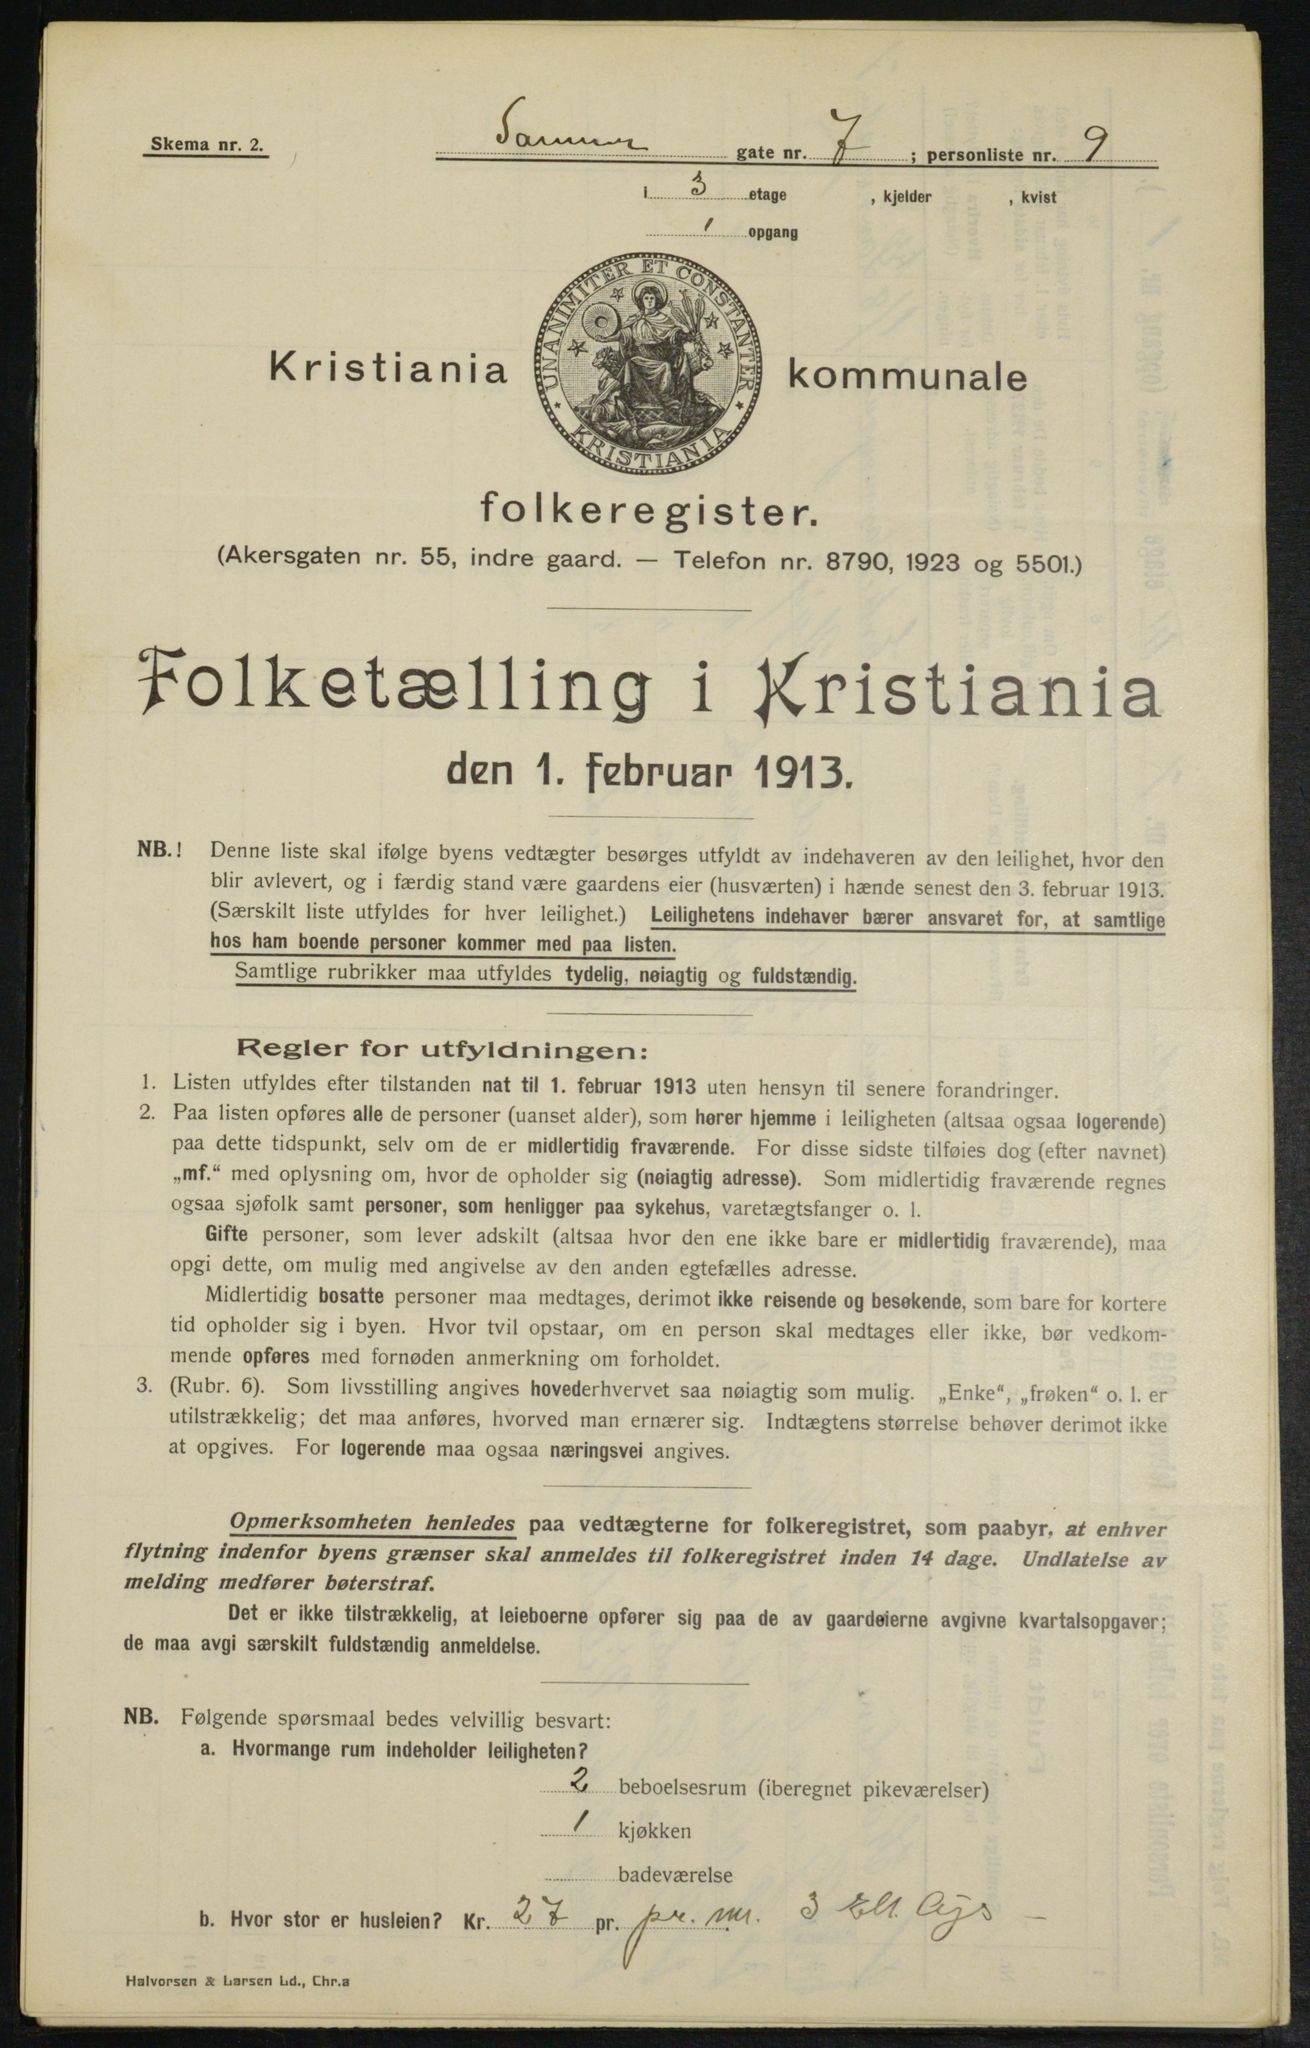 Skema nr. 2.
Sannergate nr. 7; personliste nr. 9
i 3 etage , kjelder , kvist
1 opgang
UNANIMITER ET CONSTANTER
KRISTIANIA
Kristiania kommunale
folkeregister.
(Akersgaten nr. 55, indre gaard. — Telefon nr. 8790, 1923 og 5501.)
Folketælling i Kristiania
den 1. februar 1913.
NB.! Denne liste skal ifølge byens vedtægter besørges utfyldt av indehaveren av den leilighet, hvor den
blir avlevert, og i færdig stand være gaardens eier (husværten) i hænde senest den 3. februar 1913.
(Særskilt liste utfyldes for hver leilighet.) Leilighetens indehaver bærer ansvaret for, at samtlige
hos ham boende personer kommer med paa listen.
Samtlige rubrikker maa utfyldes tydelig, nøiagtig og fuldstændig.
Regler for utfyldningen:
1. Listen utfyldes efter tilstanden nat til 1. februar 1913 uten hensyn til senere forandringer.
2. Paa listen opføres alle de personer (uanset alder), som hører hjemme i leiligheten (altsaa ogsaa logerende)
paa dette tidspunkt, selv om de er midlertidig fraværende. For disse sidste tilføies dog (efter navnet)
„mf.“ med oplysning om, hvor de opholder sig (nøiagtig adresse). Som midlertidig fraværende regnes
ogsaa sjøfolk samt personer, som henligger paa sykehus, varetægtsfanger o. l.
Gifte personer, som lever adskilt (altsaa hvor den ene ikke bare er midlertidig fraværende), maa
opgi dette, om mulig med angivelse av den anden egtefælles adresse.
Midlertidig bosatte personer maa medtages, derimot ikke reisende og besøkende, som bare for kortere
tid opholder sig i byen. Hvor tvil opstaar, om en person skal medtages eller ikke, bør vedkom-
mende opføres med fornøden anmerkning om forholdet.
3. (Rubr. 6). Som livsstilling angives hovederhvervet saa nøiagtig som mulig. „Enke“, „frøken“ o. l. er
utilstrækkelig; det maa anføres, hvorved man ernærer sig. Indtægtens størrelse behøver derimot ikke
at opgives. For logerende maa ogsaa næringsvei angives.
Opmerksomheten henledes paa vedtægterne for folkeregistret, som paabyr, at enhver
flytning indenfor byens grænser skal anmeldes til folkeregistret inden 14 dage. Undlatelse av
melding medfører bøterstraf.
Det er ikke tilstrækkelig, at leieboerne opfører sig paa de av gaardeierne avgivne kvartalsopgaver;
de maa avgi særskilt fuldstændig anmeldelse.
NB. Følgende spørsmaal bedes velvillig besvart:
a. Hvormange rum indeholder leiligheten?
2 beboelsesrum (iberegnet pikeværelser)
1 kjøkken
badeværelse
b. Hvor stor er husleien? Kr. 27 pr. pr. m. 3
Halvorsen & Larsen Ld., Chr.a